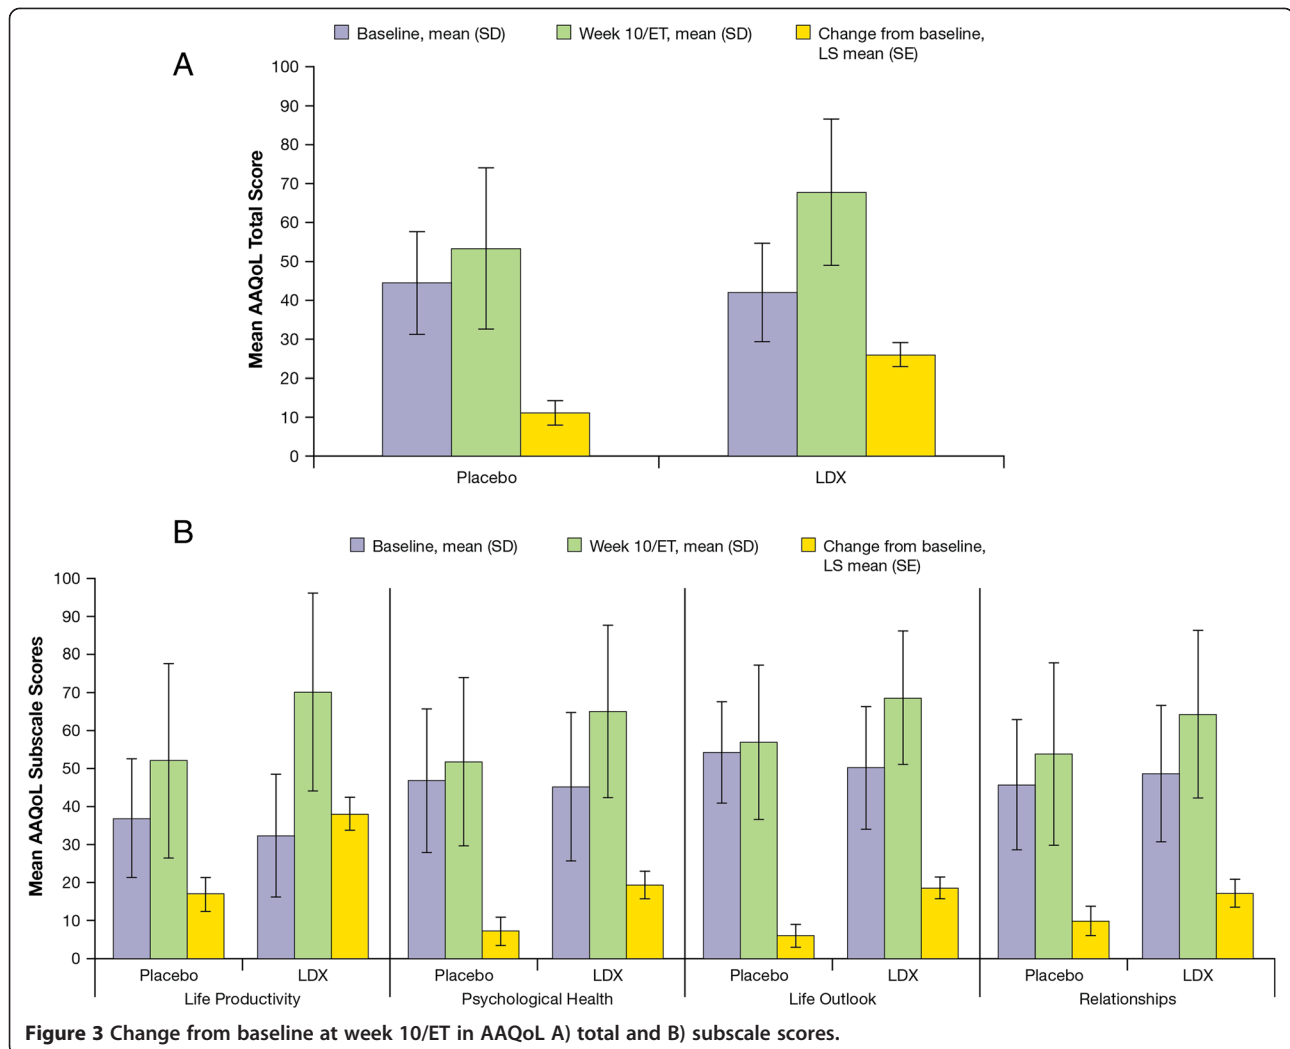 A
Baseline, mean (SD)
Week 10/ET, mean (SD)
Change from baseline,
LS mean (SE)
Mean AAQoL Total Score
100
90
80
70
60
50
40
30
20
10
0
Placebo
LDX
B
Baseline, mean (SD)
Week 10/ET, mean (SD)
Change from baseline,
LS mean (SE)
Mean AAQoL Subscale Scores
100
90
80
70
60
50
40
30
20
10
0
Placebo
LDX
Placebo
LDX
Placebo
LDX
Placebo
LDX
Life Productivity
Psychological Health
Life Outlook
Relationships
Figure 3 Change from baseline at week 10/ET in AAQoL A) total and B) subscale scores.